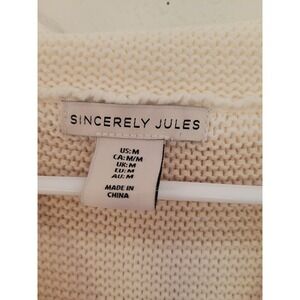 SINCERELY JULES
US: M
CA: M/M
UK: M
EU: M
AU: M
MADE IN
CHINA